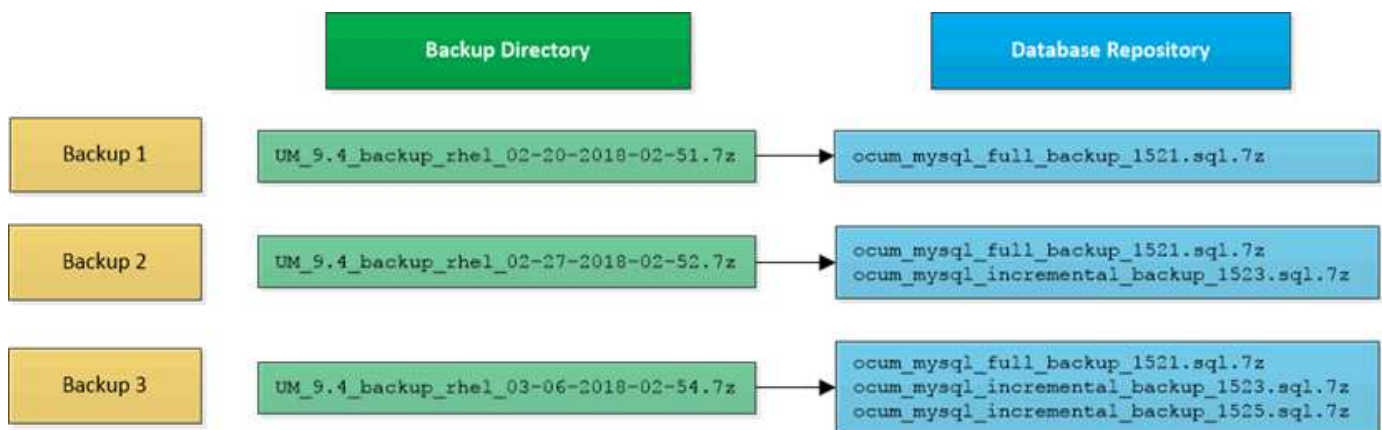 Backup Directory
Database Repository
Backup 1
UM_9.4_backup_rhel_02-20-2018-02-51.7z
ocum_mysql_full_backup_1521.sql.7z
Backup 2
UM_9.4_backup_rhel_02-27-2018-02-52.7z
ocum_mysql_full_backup_1521.sql.7z
ocum_mysql_incremental_backup_1523.sql.7z
Backup 3
UM_9.4_backup_rhel_03-06-2018-02-54.7z
ocum_mysql_full_backup_1521.sql.7z
ocum_mysql_incremental_backup_1523.sql.7z
ocum_mysql_incremental_backup_1525.sql.7z